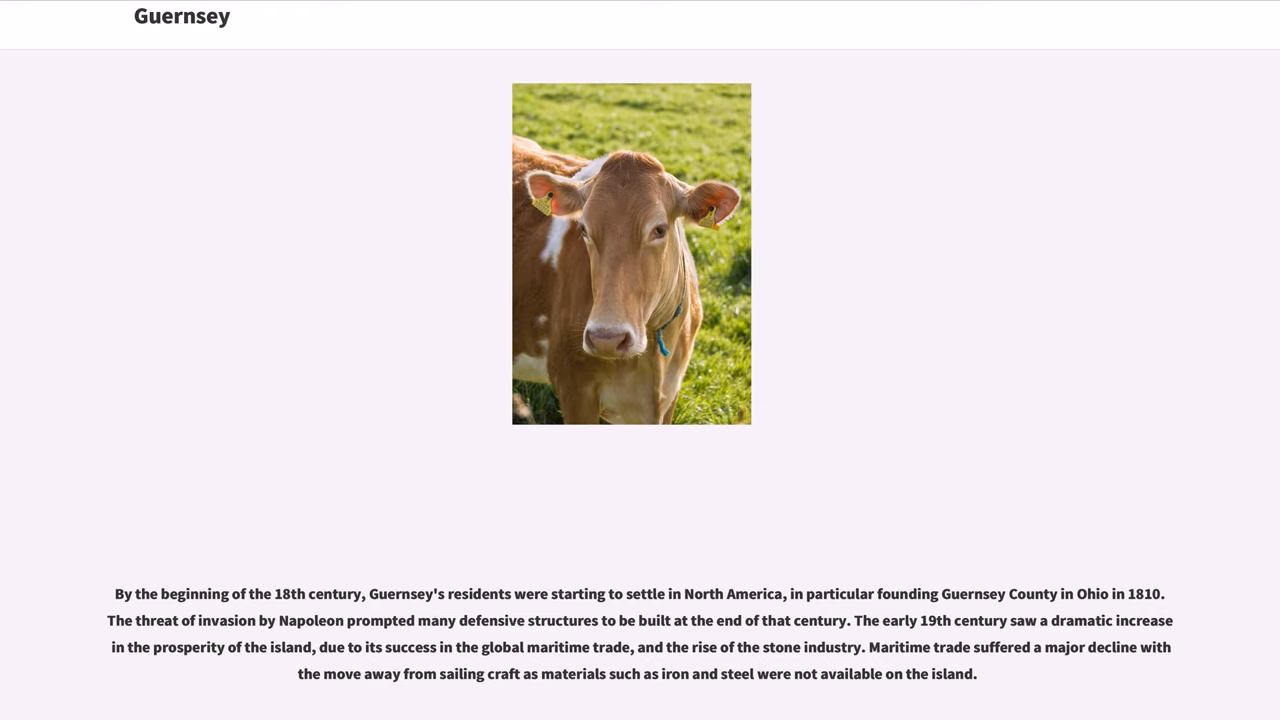 Guernsey
By the beginning of the 18th century, Guernsey's residents were starting to settle in North America, in particular founding Guernsey County in Ohio in 1810.
The threat of invasion by Napoleon prompted many defensive structures to be built at the end of that century. The early 19th century saw a dramatic increase
in the prosperity of the island, due to its success in the global maritime trade, and the rise of the stone industry. Maritime trade suffered a major decline with
the move away from sailing craft as materials such as iron and steel were not available on the island.